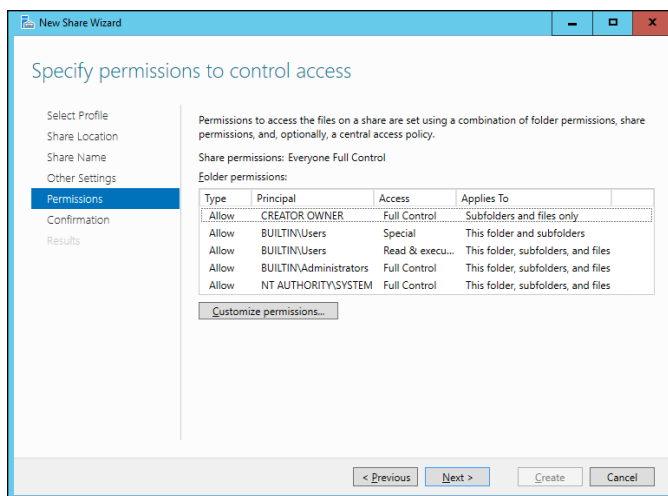 New Share Wizard
Specify permissions to control access
Select Profile
Share Location
Share Name
Other Settings
Permissions
Confirmation
Results
Permissions to access the files on a share are set using a combination of folder permissions, share
permissions, and, optionally, a central access policy.
Share permissions: Everyone Full Control
Folder permissions:
Type Principal Access Applies To
Allow CREATOR OWNER Full Control Subfolders and files only
Allow BUILTIN\Users Special This folder and subfolders
Allow BUILTIN\Users Read & execu... This folder, subfolders, and files
Allow BUILTIN\Administrators Full Control This folder, subfolders, and files
Allow NT AUTHORITY\SYSTEM Full Control This folder, subfolders, and files
Customize permissions...
< Previous Next > Create Cancel